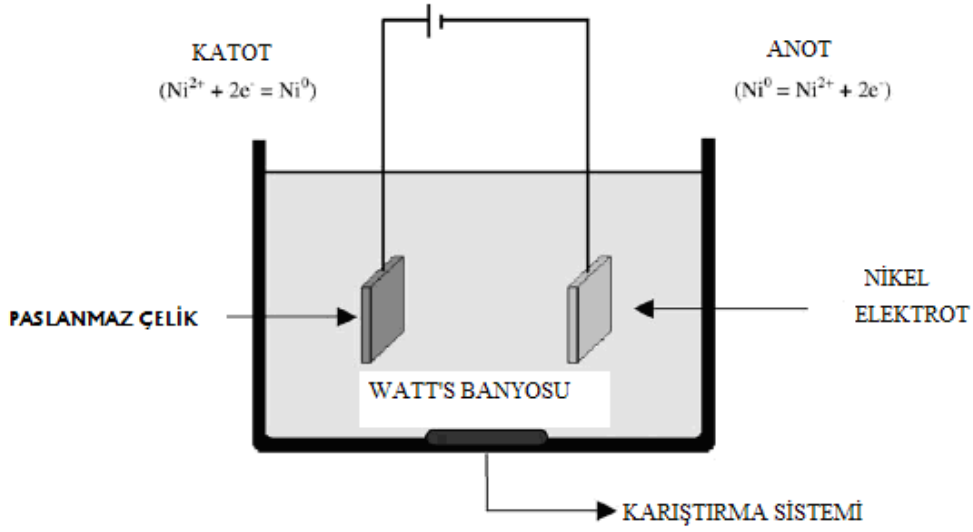 KATOT
(Ni²⁺ + 2e⁻ = Ni⁰)
ANOT
(Ni⁰ = Ni²⁺ + 2e⁻)
PASLANMAZ ÇELİK
NİKEL
ELEKTROT
WATT'S BANYOSU
KARIŞTIRMA SİSTEMİ